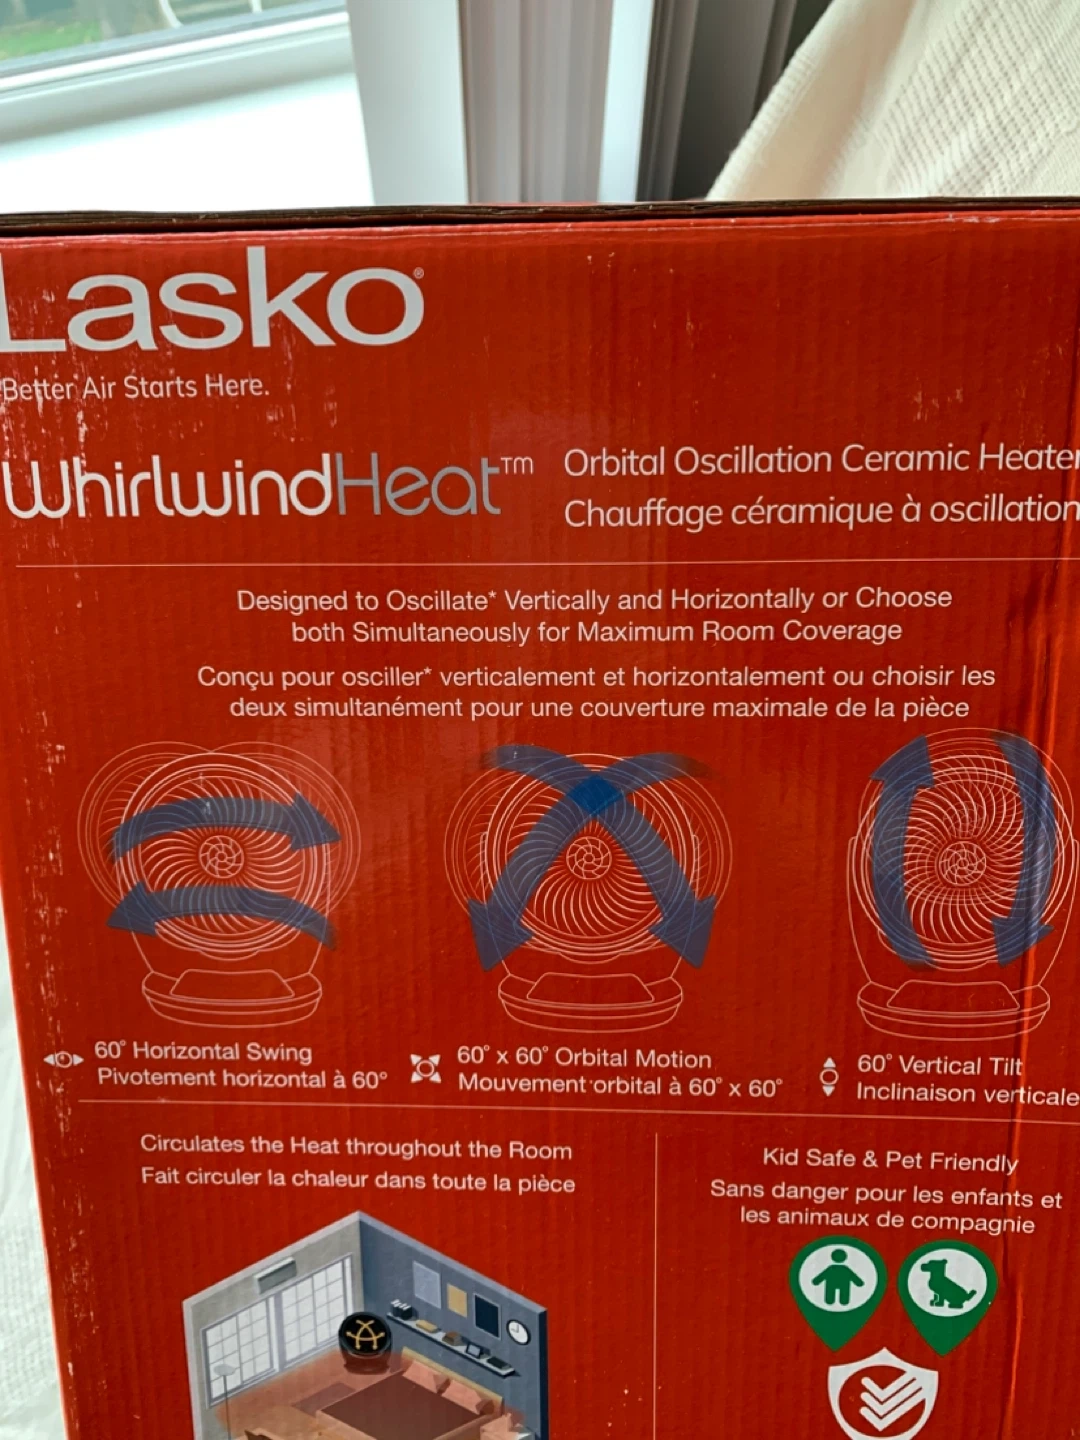 Lasko®
Better Air Starts Here.
WhirlwindHeat™
Orbital Oscillation Ceramic Heater
Chauffage céramique à oscillation
Designed to Oscillate* Vertically and Horizontally or Choose
both Simultaneously for Maximum Room Coverage
Conçu pour osciller* verticalement et horizontalement ou choisir les
deux simultanément pour une couverture maximale de la pièce
60° Horizontal Swing
Pivotement horizontal à 60°
60° x 60° Orbital Motion
Mouvement orbital à 60° x 60°
60° Vertical Tilt
Inclinaison verticale
Circulates the Heat throughout the Room
Fait circuler la chaleur dans toute la pièce
Kid Safe & Pet Friendly
Sans danger pour les enfants et
les animaux de compagnie